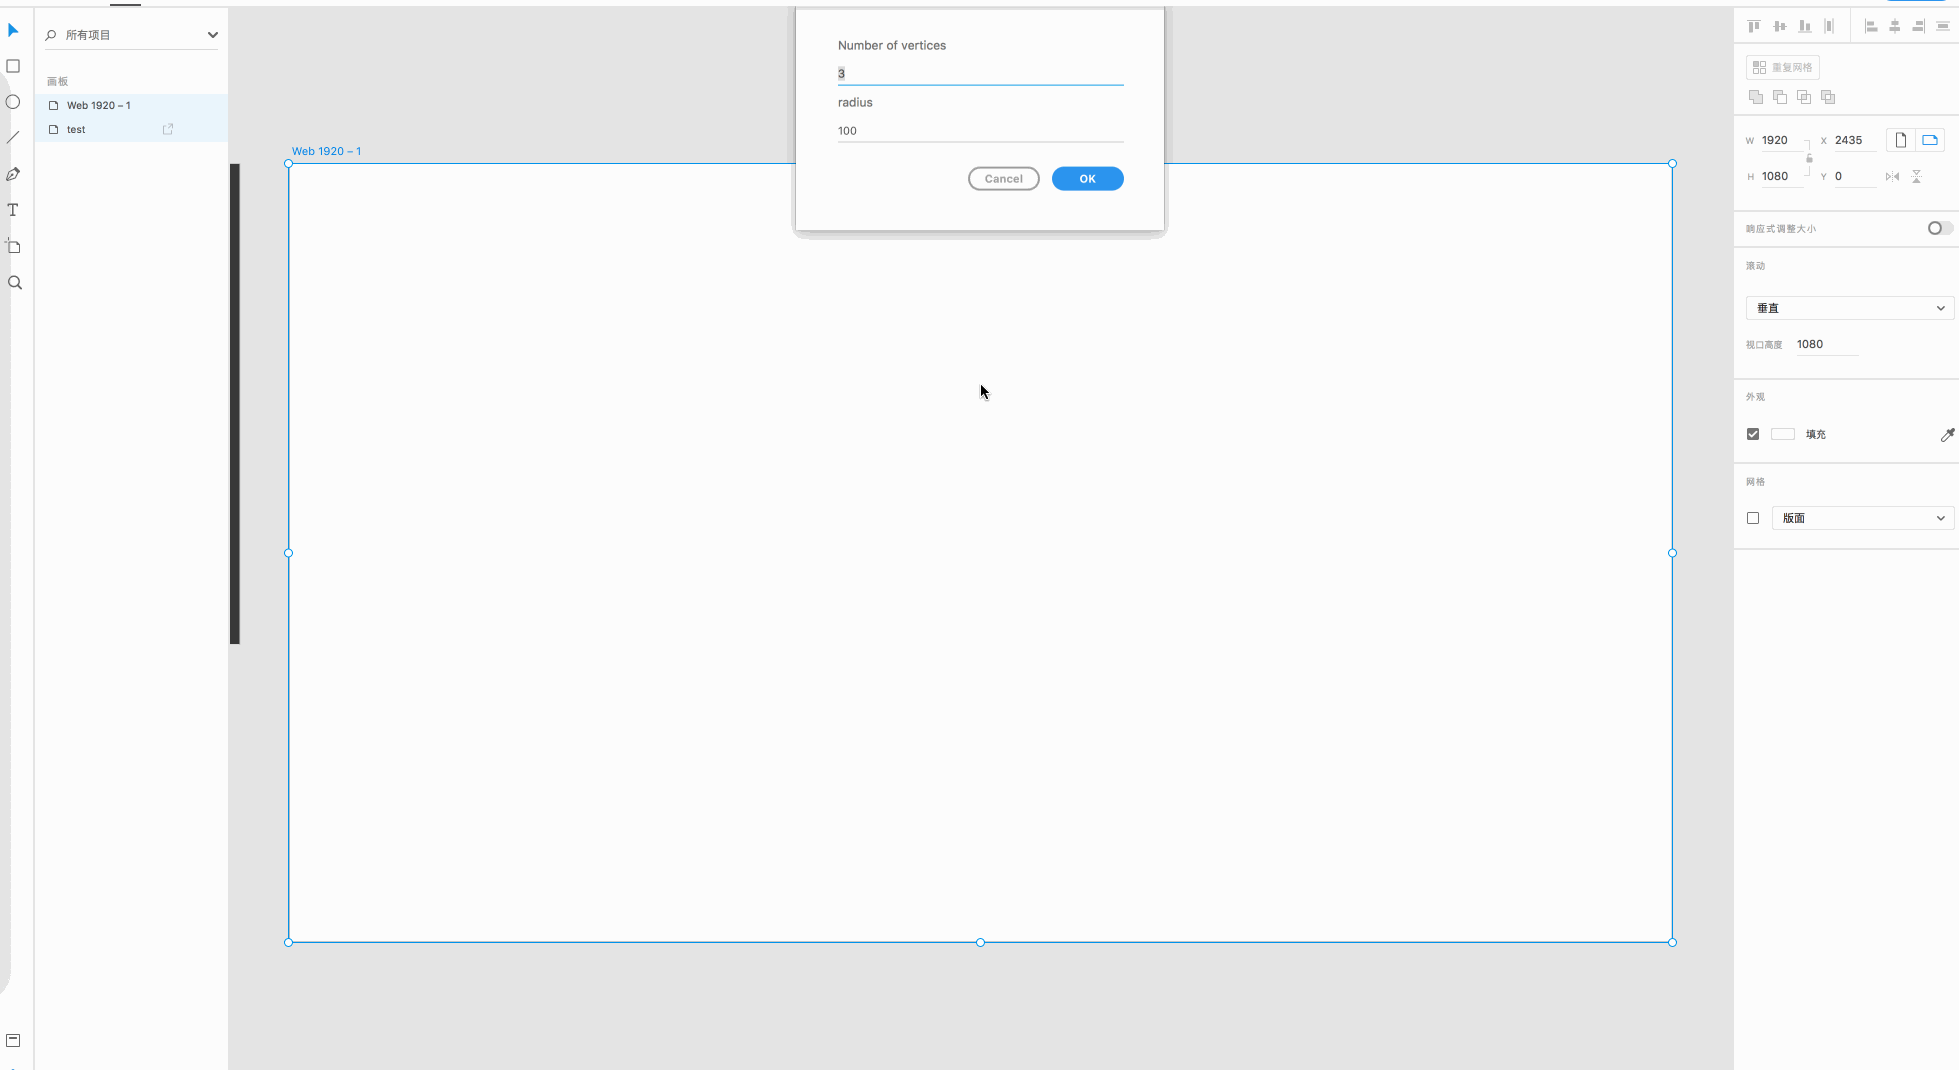 所有项目
画板
Web 1920 – 1
test
Web 1920 – 1
Number of vertices
3
radius
100
Cancel
OK
重复网格
W 1920 X 2435
H 1080 Y 0
响应式调整大小
滚动
垂直
视口高度 1080
外观
填充
网格
版面